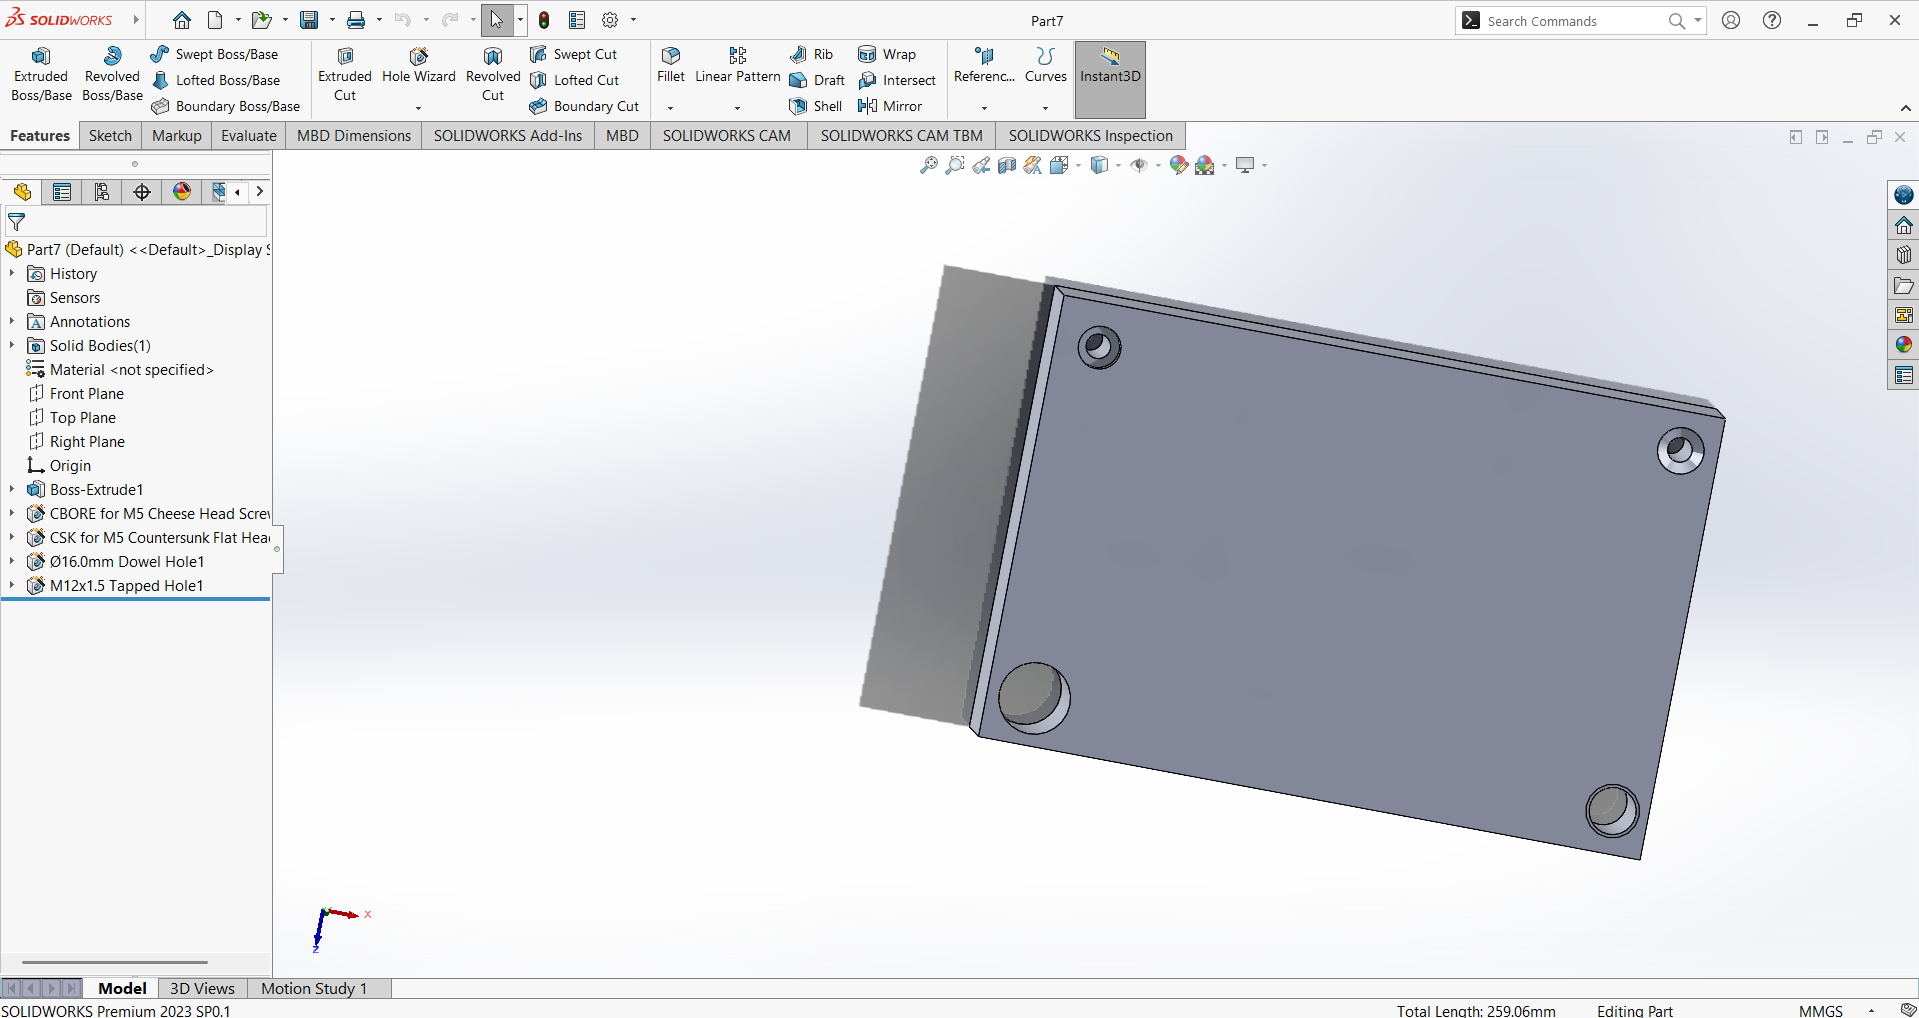 SOLIDWORKS
Part7
Search Commands
Extruded Boss/Base
Revolved Boss/Base
Swept Boss/Base
Lofted Boss/Base
Boundary Boss/Base
Extruded Cut
Hole Wizard
Revolved Cut
Swept Cut
Lofted Cut
Boundary Cut
Fillet
Linear Pattern
Rib
Draft
Shell
Wrap
Intersect
Mirror
Referenc...
Curves
Instant3D
Features
Sketch
Markup
Evaluate
MBD Dimensions
SOLIDWORKS Add-Ins
MBD
SOLIDWORKS CAM
SOLIDWORKS CAM TBM
SOLIDWORKS Inspection
Part7 (Default) <<Default>_Display S
History
Sensors
Annotations
Solid Bodies(1)
Material <not specified>
Front Plane
Top Plane
Right Plane
Origin
Boss-Extrude1
CBORE for M5 Cheese Head Screw
CSK for M5 Countersunk Flat Head
Ø16.0mm Dowel Hole1
M12x1.5 Tapped Hole1
X
Z
Model
3D Views
Motion Study 1
SOLIDWORKS Premium 2023 SP0.1
Total Length: 259.06mm
Editing Part
MMGS